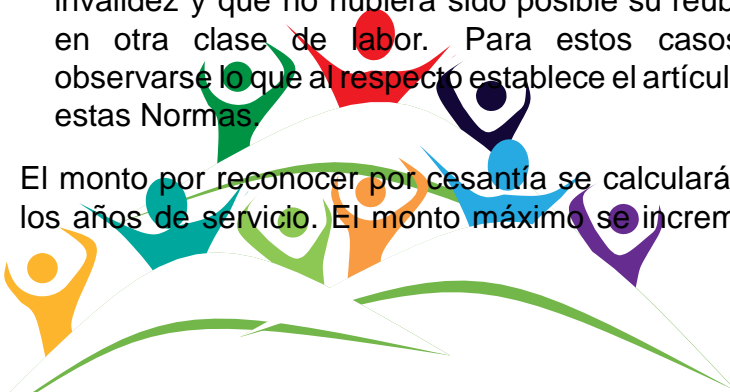 invalidez y que no hubiera sido posible su reub
en otra clase de labor. Para estos casos
observarse lo que al respecto establece el artícul
estas Normas.
El monto por reconocer por cesantía se calculará
los años de servicio. El monto máximo se increm